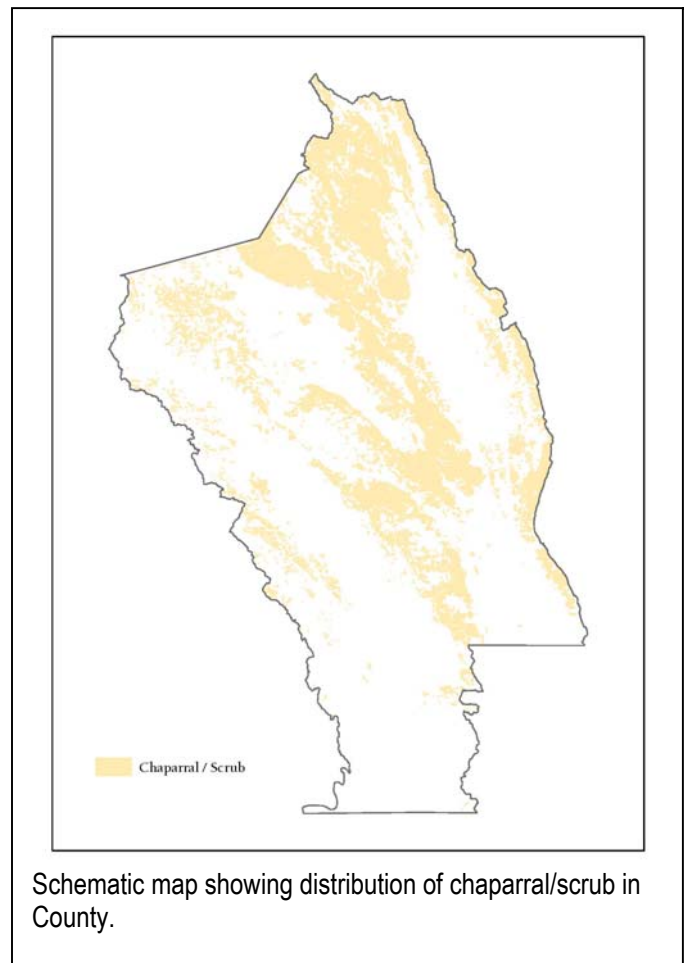 Chaparral / Scrub
Schematic map showing distribution of chaparral/scrub in
County.